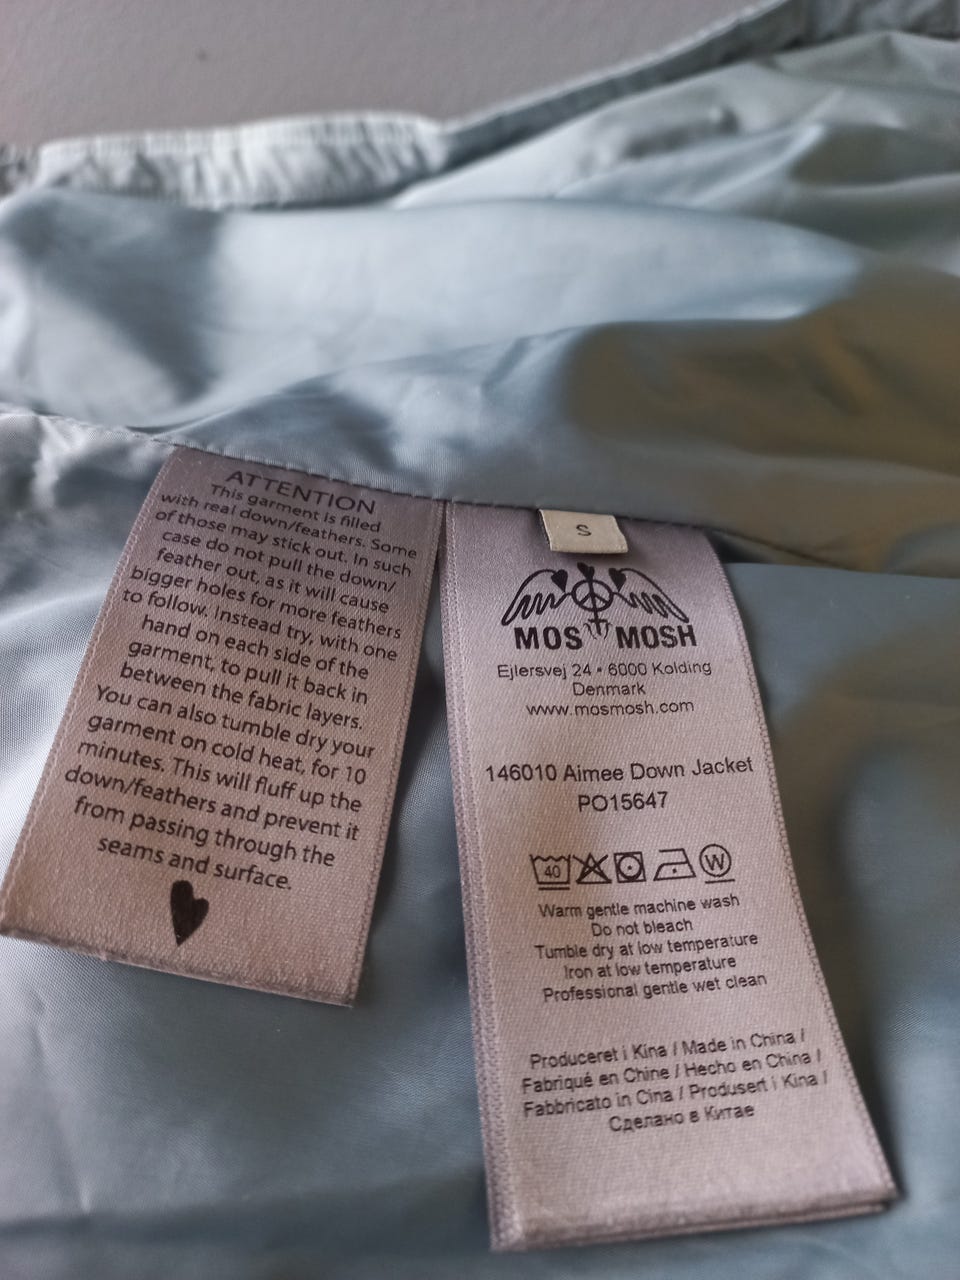 ATTENTION
This garment is filled
with real down/feathers. Some
of those may stick out. In such
case do not pull the down/
feather out, as it will cause
bigger holes for more feathers
to follow. Instead try, with one
hand on each side of the
garment, to pull it back in
between the fabric layers.
You can also tumble dry your
garment on cold heat, for 10
minutes. This will fluff up the
down/feathers and prevent it
from passing through the
seams and surface.
S
MOS MOSH
Ejlersvej 24 • 6000 Kolding
Denmark
www.mosmosh.com
146010 Aimee Down Jacket
PO15647
40 W
Warm gentle machine wash
Do not bleach
Tumble dry at low temperature
Iron at low temperature
Professional gentle wet clean
Produceret i Kina / Made in China /
Fabriqué en Chine / Hecho en China /
Fabbricato in Cina / Produsert i Kina /
Сделано в Китае